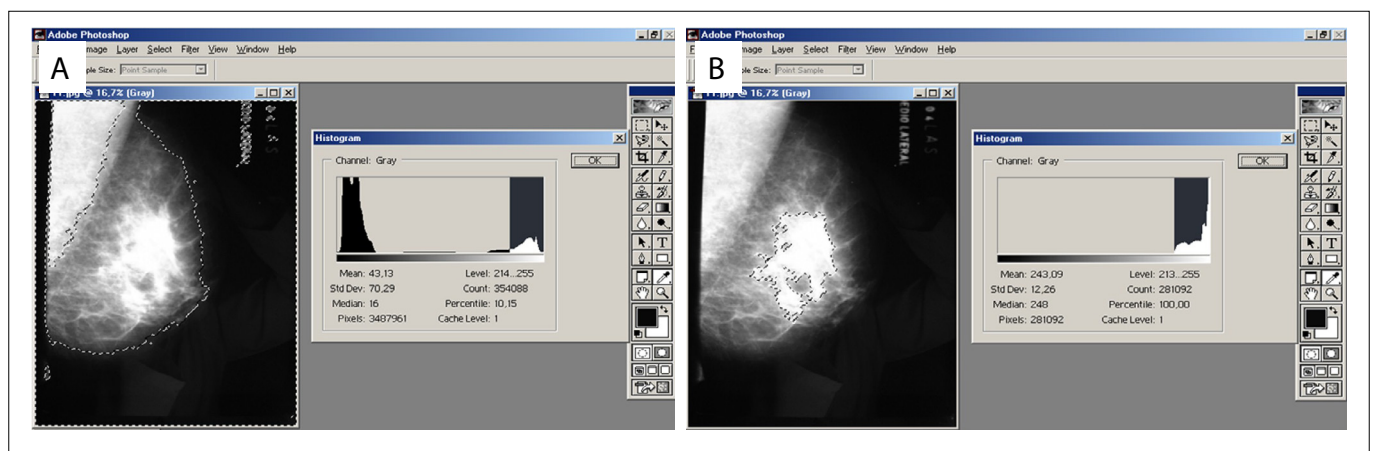 A
Adobe Photoshop
mage Layer Select Filter View Window Help
ple Size: Point Sample
.jpg @ 16,7% (Gray)
Histogram
Channel: Gray
OK
Mean: 43,13 Level: 214...255
Std Dev: 70,29 Count: 354088
Median: 16 Percentile: 10,15
Pixels: 3487961 Cache Level: 1
T
B
Adobe Photoshop
mage Layer Select Filter View Window Help
ple Size: Point Sample
.jpg @ 16,7% (Gray)
LATERAL
Histogram
Channel: Gray
OK
Mean: 243,09 Level: 213...255
Std Dev: 12,26 Count: 281092
Median: 248 Percentile: 100,00
Pixels: 281092 Cache Level: 1
T